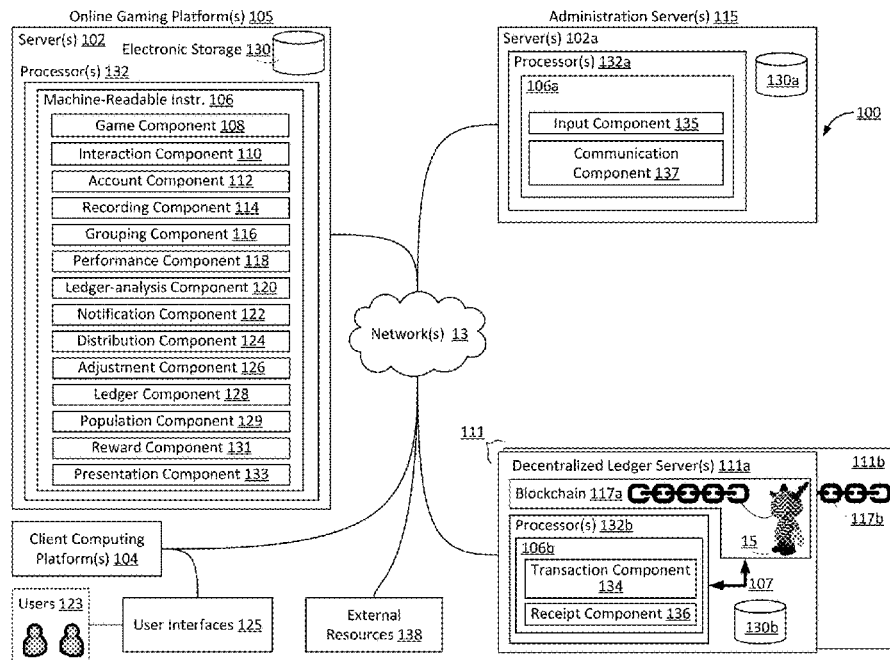 Online Gaming Platform(s) 105
Server(s) 102
Electronic Storage 130
Processor(s) 132
Machine-Readable Instr. 106
Game Component 108
Interaction Component 110
Account Component 112
Recording Component 114
Grouping Component 116
Performance Component 118
Ledger-analysis Component 120
Notification Component 122
Distribution Component 124
Adjustment Component 126
Ledger Component 128
Population Component 129
Reward Component 131
Presentation Component 133
Client Computing
Platform(s) 104
Users 123
User Interfaces 125
External
Resources 138
Network(s) 13
Administration Server(s) 115
Server(s) 102a
Processor(s) 132a
106a
130a
Input Component 135
Communication
Component 137
100
111
Decentralized Ledger Server(s) 111a
111b
Blockchain 117a
117b
Processor(s) 132b
106b
15
Transaction Component
134
107
Receipt Component 136
130b